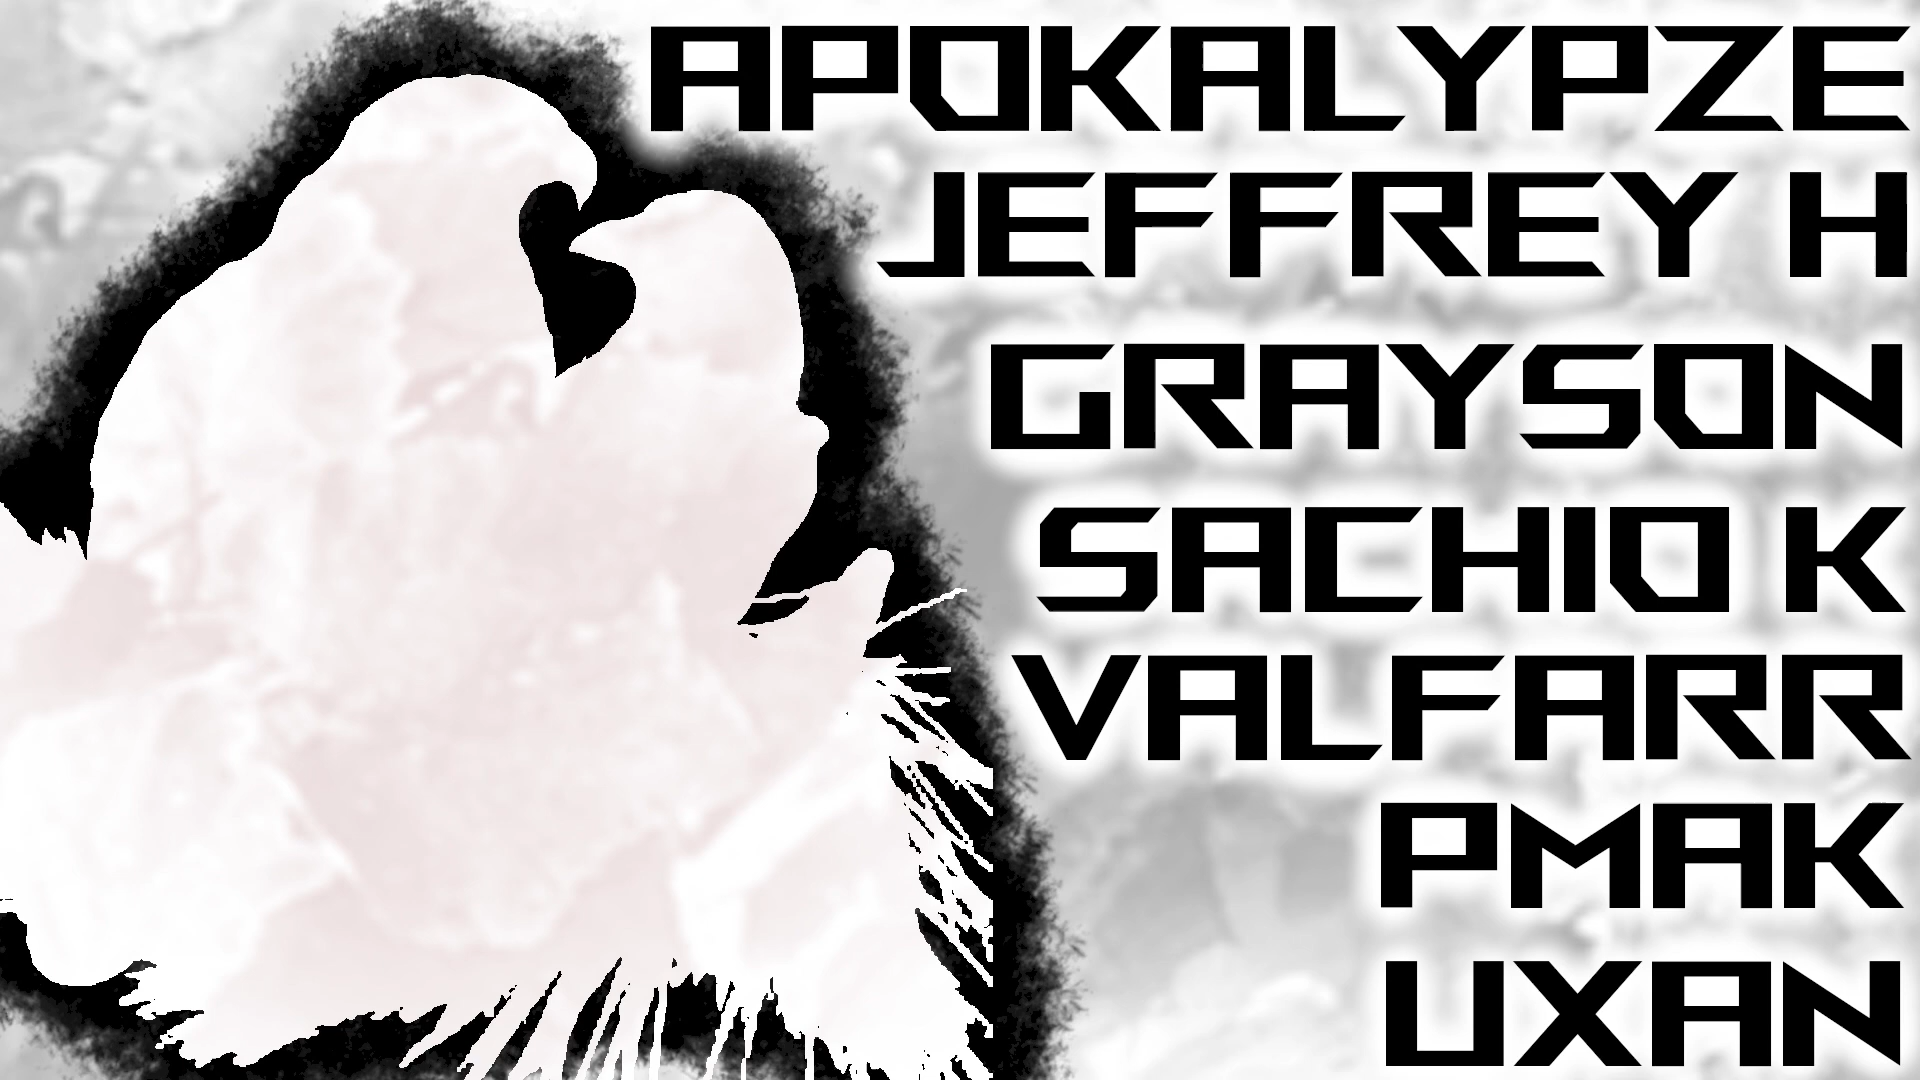 APOKALYPZE
JEFFREY H
GRAYSON
SACHIO K
VALFARR
PMAK
UXAN